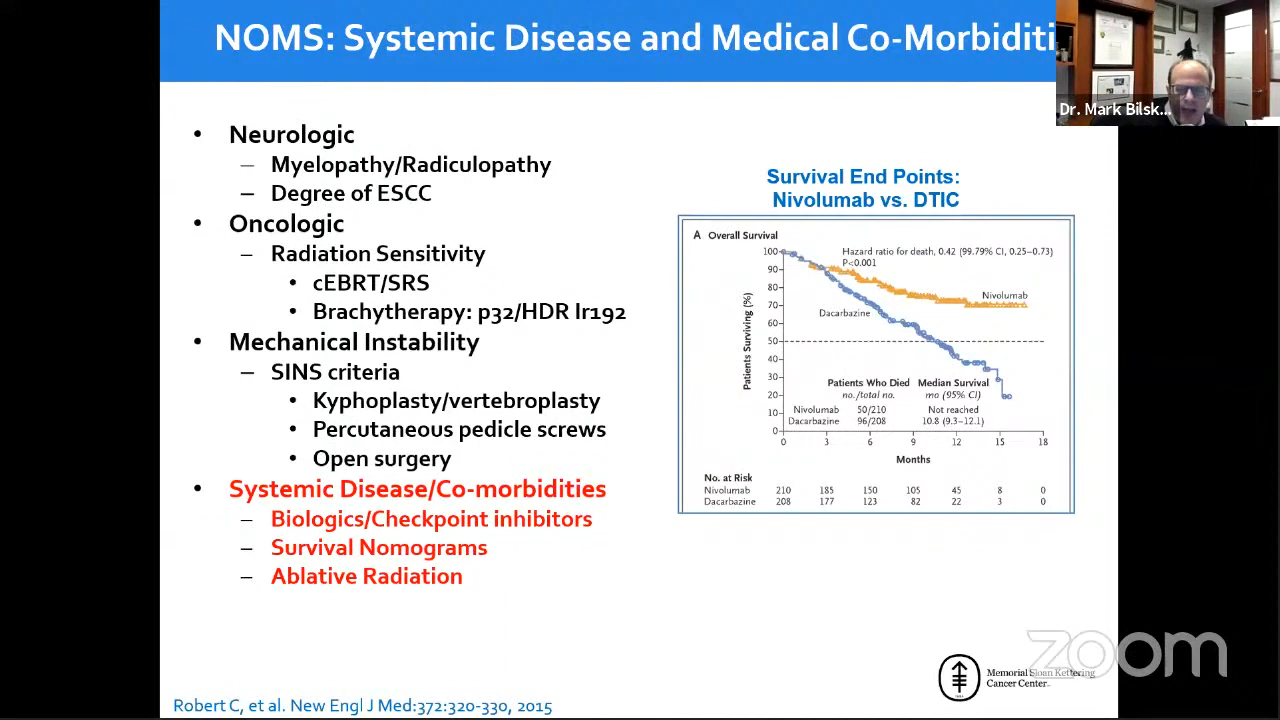 NOMS: Systemic Disease and Medical Co-Morbiditi
Dr. Mark Bilsk...
• Neurologic
– Myelopathy/Radiculopathy
– Degree of ESCC
• Oncologic
– Radiation Sensitivity
• cEBRT/SRS
• Brachytherapy: p32/HDR Ir192
• Mechanical Instability
– SINS criteria
• Kyphoplasty/vertebroplasty
• Percutaneous pedicle screws
• Open surgery
• Systemic Disease/Co-morbidities
– Biologics/Checkpoint inhibitors
– Survival Nomograms
– Ablative Radiation
Survival End Points:
Nivolumab vs. DTIC
A Overall Survival
Hazard ratio for death, 0.42 (99.79% CI, 0.25–0.73)
P<0.001
100
90
80
70
60
50
40
30
20
10
0
Patients Surviving (%)
Nivolumab
Dacarbazine
Patients Who Died Median Survival
no./total no. mo (95% CI)
Nivolumab 50/210 Not reached
Dacarbazine 96/208 10.8 (9.3–12.1)
0 3 6 9 12 15 18
Months
No. at Risk
Nivolumab 210 185 150 105 45 8 0
Dacarbazine 208 177 123 82 22 3 0
zoom
Memorial Sloan Kettering
Cancer Center
Robert C, et al. New Engl J Med:372:320-330, 2015